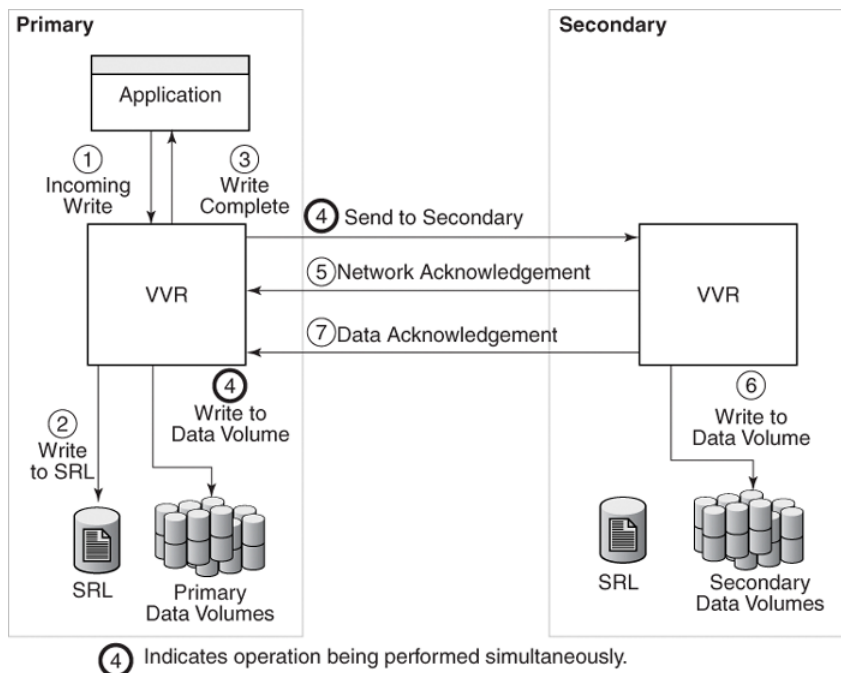 Primary
Secondary
Application
1
Incoming
Write
3
Write
Complete
4 Send to Secondary
5 Network Acknowledgement
VVR
VVR
7 Data Acknowledgement
4
Write to
Data Volume
6
Write to
Data Volume
2
Write
to SRL
SRL
Primary
Data Volumes
SRL
Secondary
Data Volumes
4 Indicates operation being performed simultaneously.